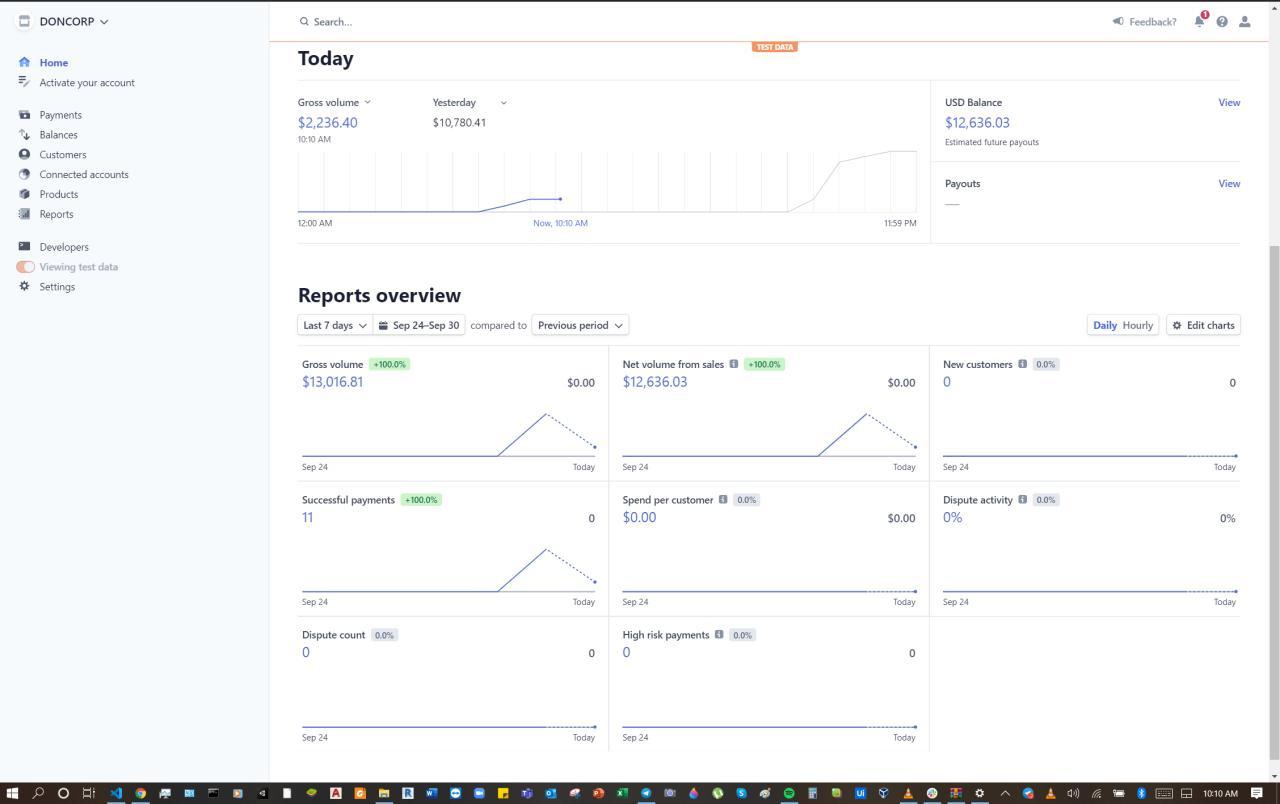 DONCORP
Search...
Feedback?
1
Home
Activate your account
Payments
Balances
Customers
Connected accounts
Products
Reports
Developers
Viewing test data
Settings
TEST DATA
Today
Gross volume
Yesterday
$2,236.40
$10,780.41
10:10 AM
12:00 AM
Now, 10:10 AM
11:59 PM
USD Balance
View
$12,636.03
Estimated future payouts
Payouts
View
—
Reports overview
Last 7 days
Sep 24–Sep 30
compared to
Previous period
Daily Hourly
Edit charts
Gross volume +100.0%
$13,016.81 $0.00
Sep 24 Today
Net volume from sales +100.0%
$12,636.03 $0.00
Sep 24 Today
New customers 0.0%
0 0
Sep 24 Today
Successful payments +100.0%
11 0
Sep 24 Today
Spend per customer 0.0%
$0.00 $0.00
Sep 24 Today
Dispute activity 0.0%
0% 0%
Sep 24 Today
Dispute count 0.0%
0 0
Sep 24 Today
High risk payments 0.0%
0 0
Sep 24 Today
10:10 AM